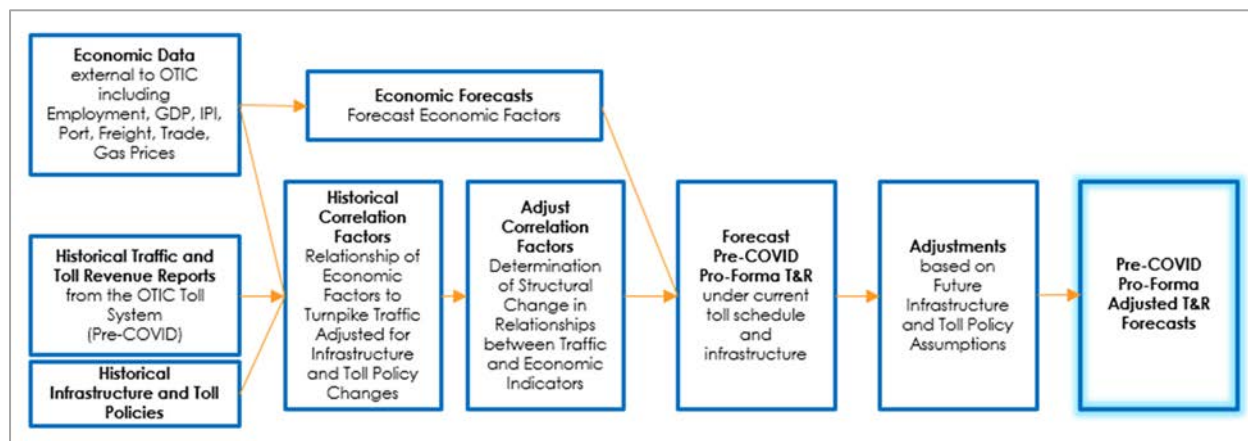 Economic Data
external to OTIC
including
Employment, GDP, IPI,
Port, Freight, Trade,
Gas Prices
Economic Forecasts
Forecast Economic Factors
Historical Traffic and
Toll Revenue Reports
from the OTIC Toll
System
(Pre-COVID)
Historical
Infrastructure and Toll
Policies
Historical
Correlation
Factors
Relationship of
Economic
Factors to
Turnpike Traffic
Adjusted for
Infrastructure
and Toll Policy
Changes
Adjust
Correlation
Factors
Determination
of Structural
Change in
Relationships
between Traffic
and Economic
Indicators
Forecast
Pre-COVID
Pro-Forma T&R
under current
toll schedule
and
infrastructure
Adjustments
based on
Future
Infrastructure
and Toll Policy
Assumptions
Pre-COVID
Pro-Forma
Adjusted T&R
Forecasts